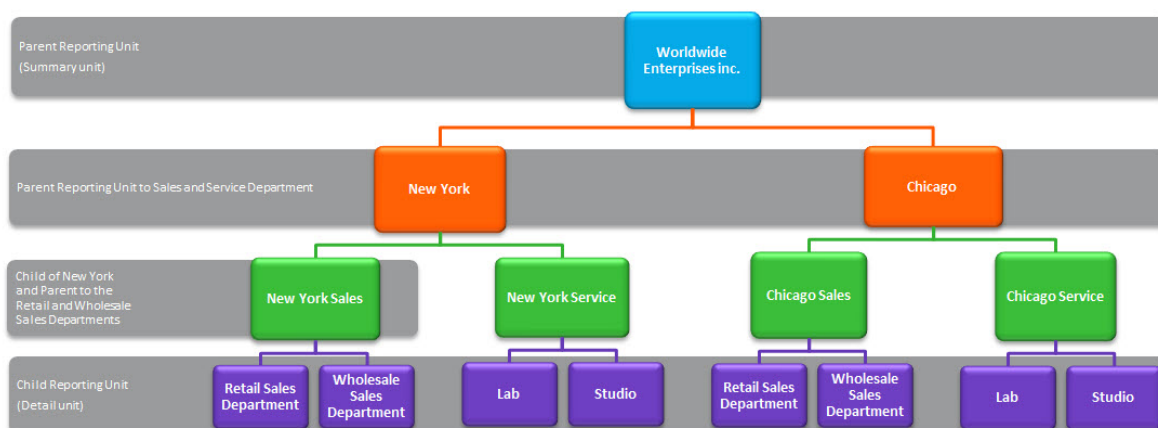 Parent Reporting Unit
(Summary unit)
Worldwide
Enterprises inc.
Parent Reporting Unit to Sales and Service Department
New York
Chicago
Child of New York
and Parent to the
Retail and Wholesale
Sales Departments
New York Sales
New York Service
Chicago Sales
Chicago Service
Child Reporting Unit
(Detail unit)
Retail Sales
Department
Wholesale
Sales
Department
Lab
Studio
Retail Sales
Department
Wholesale
Sales
Department
Lab
Studio